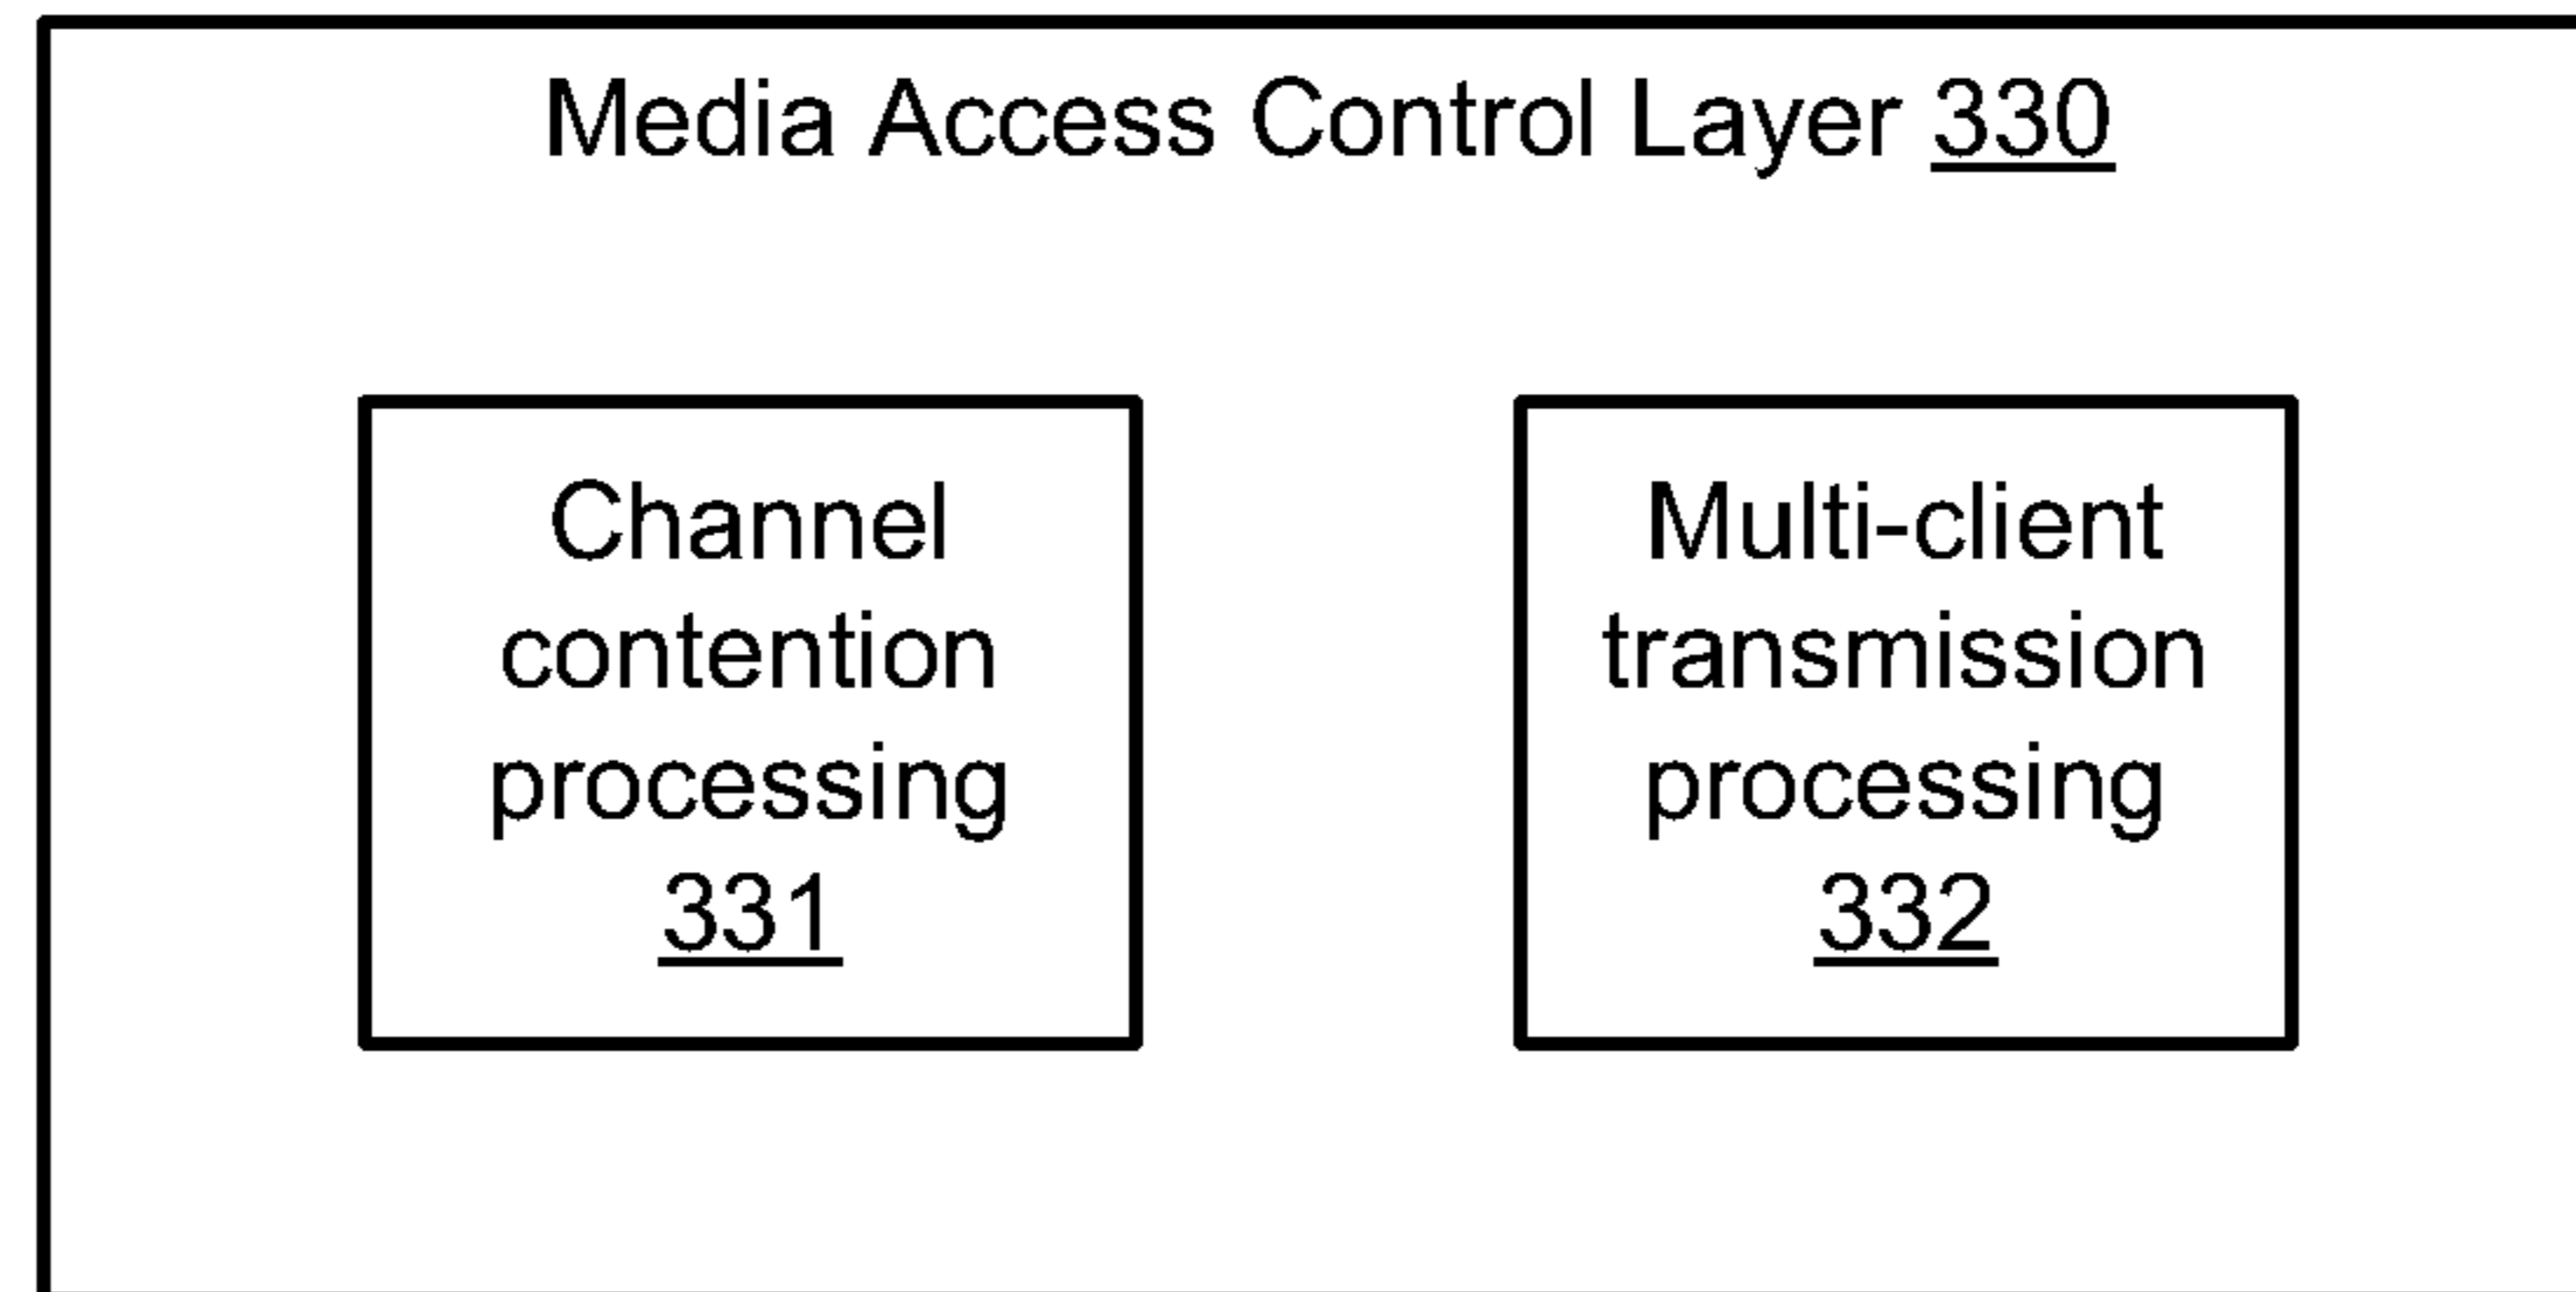 Media Access Control Layer 330
Channel
contention
processing
331
Multi-client
transmission
processing
332